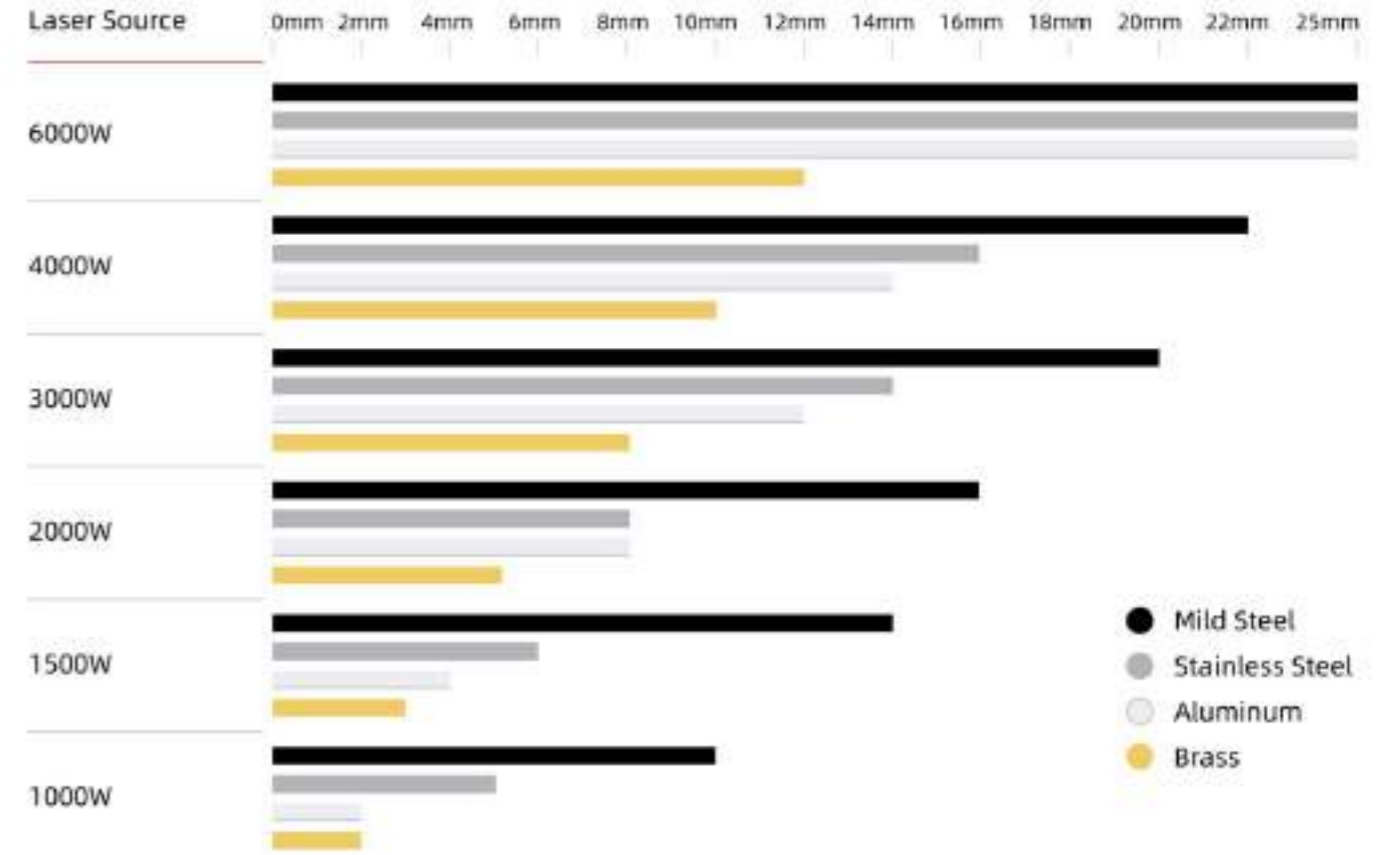 Laser Source 0mm 2mm 4mm 6mm 8mm 10mm 12mm 14mm 16mm 18mm 20mm 22mm 25mm
6000W
4000W
3000W
2000W
1500W
1000W
Mild Steel
Stainless Steel
Aluminum
Brass